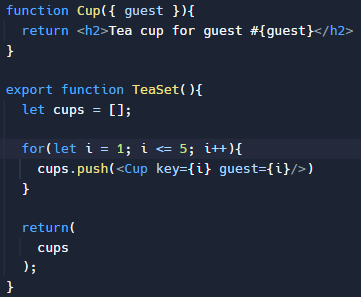 function Cup({ guest }){
  return <h2>Tea cup for guest #{guest}</h2>
}

export function TeaSet(){
  let cups = [];

  for(let i = 1; i <= 5; i++){
    cups.push(<Cup key={i} guest={i}/>)
  }

  return(
    cups
  );
}